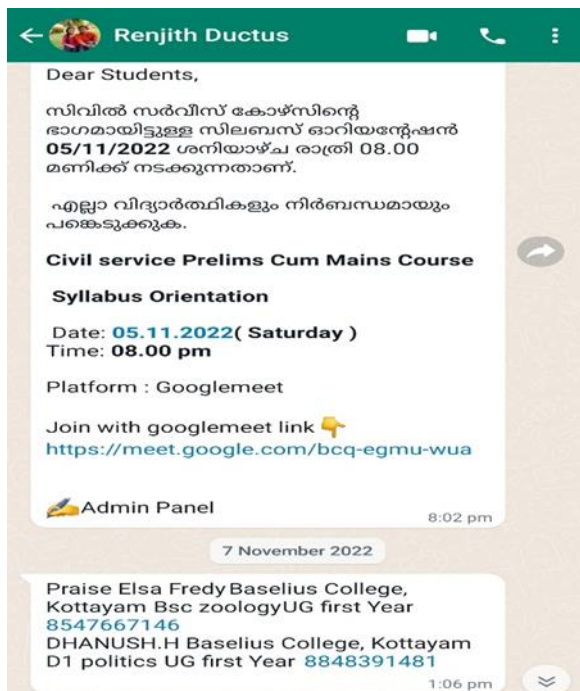 Renjith Ductus
Dear Students,
സിവിൽ സർവീസ് കോഴ്സിന്റെ
ഭാഗമായിട്ടുള്ള സിലബസ് ഓറിയന്റേഷൻ
05/11/2022 ശനിയാഴ്ച രാത്രി 08.00
മണിക്ക് നടക്കുന്നതാണ്.
എല്ലാ വിദ്യാർത്ഥികളും നിർബന്ധമായും
പങ്കെടുക്കുക.
Civil service Prelims Cum Mains Course
Syllabus Orientation
Date: 05.11.2022( Saturday )
Time: 08.00 pm
Platform : Googlemeet
Join with googlemeet link 👇
https://meet.google.com/bcq-egmu-wua
✍️Admin Panel
8:02 pm
7 November 2022
Praise Elsa Fredy Baselius College,
Kottayam Bsc zoologyUG first Year
8547667146
DHANUSH.H Baselius College, Kottayam
D1 politics UG first Year 8848391481
1:06 pm